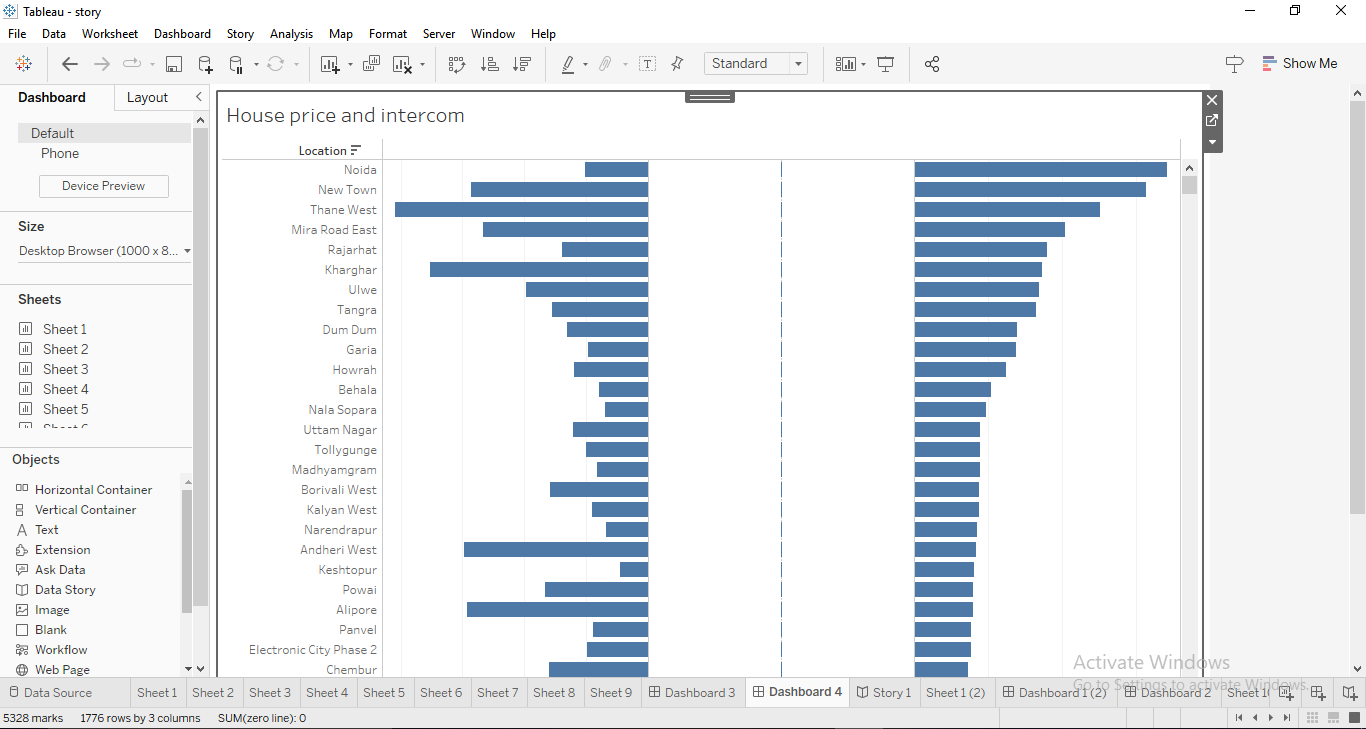 Tableau - story
File Data Worksheet Dashboard Story Analysis Map Format Server Window Help
Standard
Show Me
Dashboard Layout
Default
Phone
Device Preview
Size
Desktop Browser (1000 x 8...
Sheets
Sheet 1
Sheet 2
Sheet 3
Sheet 4
Sheet 5
Objects
Horizontal Container
Vertical Container
Text
Extension
Ask Data
Data Story
Image
Blank
Workflow
Web Page
House price and intercom
Location
Noida
New Town
Thane West
Mira Road East
Rajarhat
Kharghar
Ulwe
Tangra
Dum Dum
Garia
Howrah
Behala
Nala Sopara
Uttam Nagar
Tollygunge
Madhyamgram
Borivali West
Kalyan West
Narendrapur
Andheri West
Keshtopur
Powai
Alipore
Panvel
Electronic City Phase 2
Chembur
Activate Windows
Go to Settings to activate Windows.
Data Source Sheet 1 Sheet 2 Sheet 3 Sheet 4 Sheet 5 Sheet 6 Sheet 7 Sheet 8 Sheet 9 Dashboard 3 Dashboard 4 Story 1 Sheet 1 (2) Dashboard 1 (2) Dashboard 2
5328 marks 1776 rows by 3 columns SUM(zero line): 0